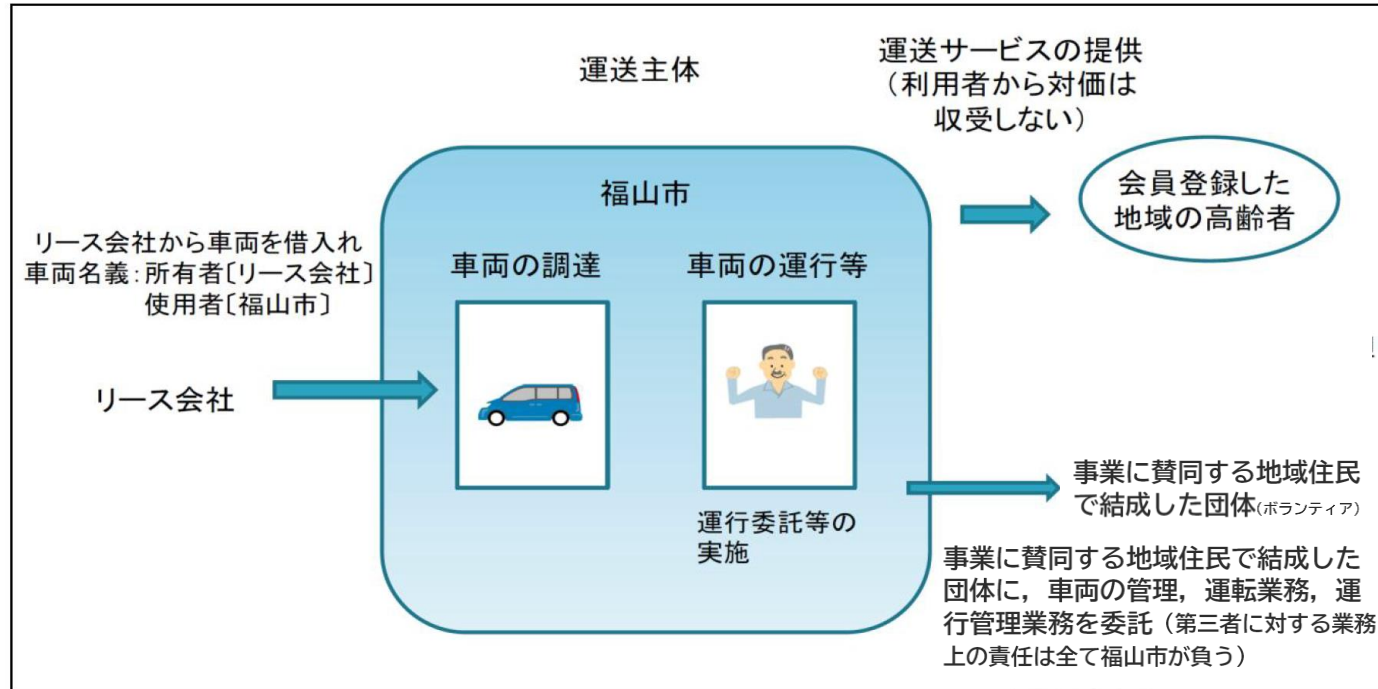 運送主体
運送サービスの提供
（利用者から対価は
収受しない）
福山市
会員登録した
地域の高齢者
リース会社から車両を借入れ
車両名義：所有者〔リース会社〕
使用者〔福山市〕
車両の調達
車両の運行等
リース会社
運行委託等の
実施
事業に賛同する地域住民
で結成した団体(ボランティア)
事業に賛同する地域住民で結成した
団体に，車両の管理，運転業務，運
行管理業務を委託（第三者に対する業務
上の責任は全て福山市が負う）